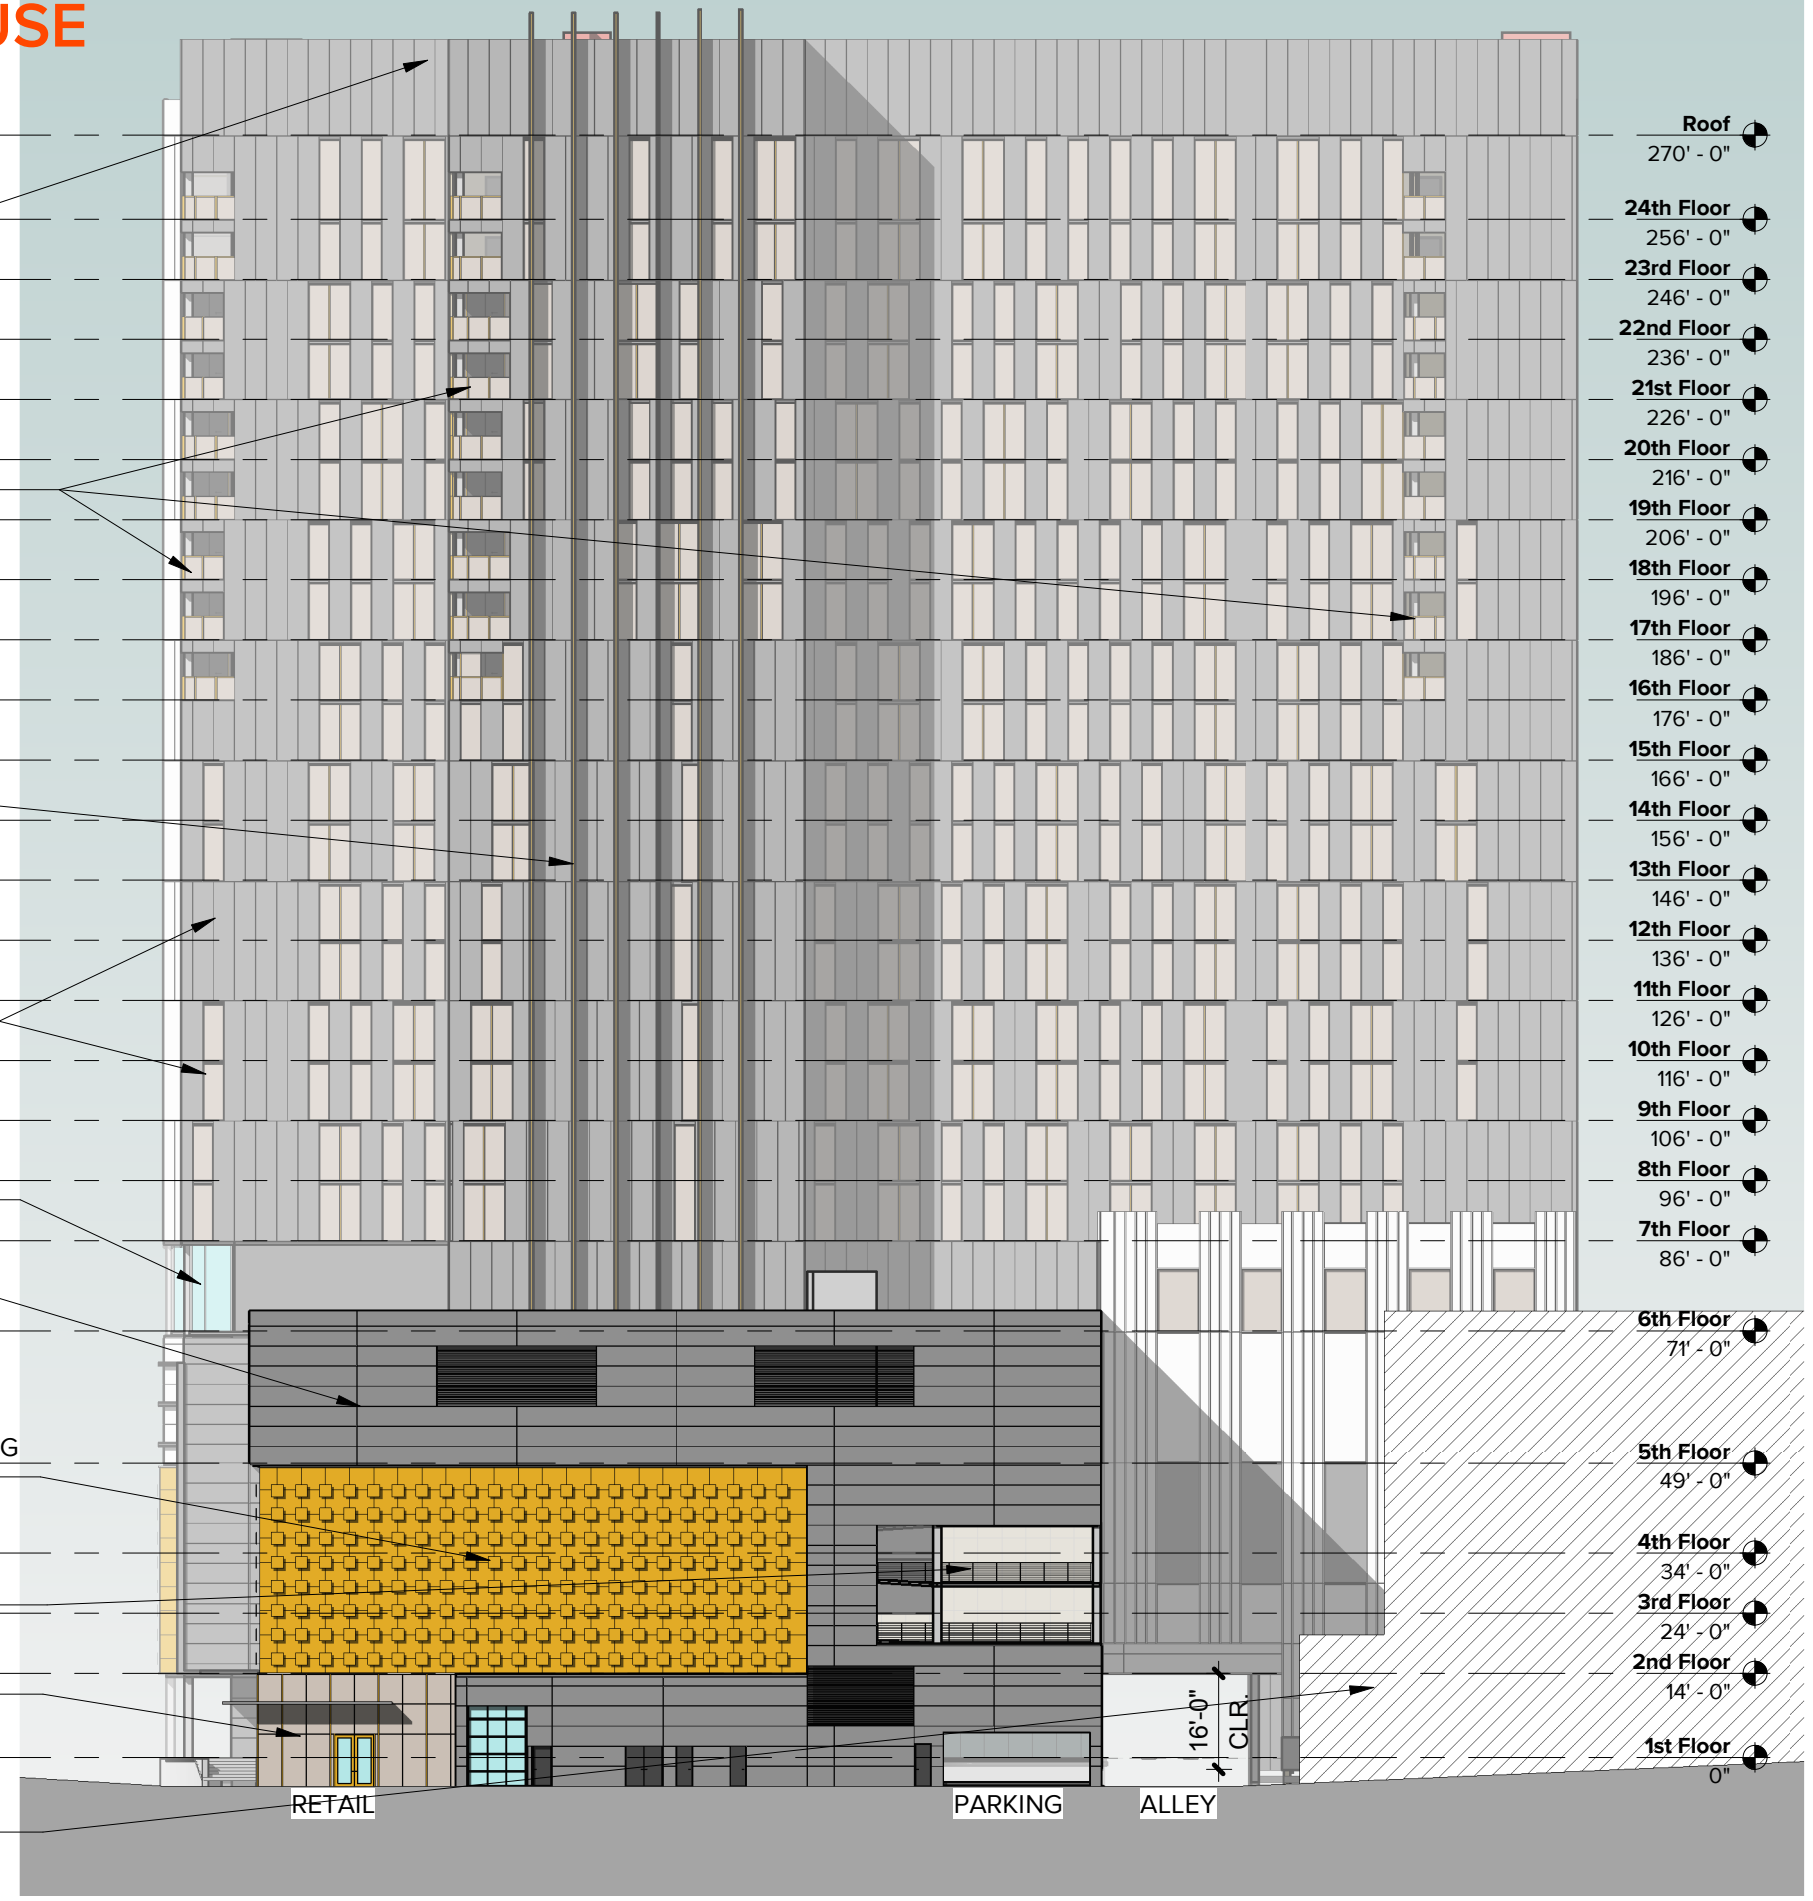 USE
Roof
270' - 0"
24th Floor
256' - 0"
23rd Floor
246' - 0"
22nd Floor
236' - 0"
21st Floor
226' - 0"
20th Floor
216' - 0"
19th Floor
206' - 0"
18th Floor
196' - 0"
17th Floor
186' - 0"
16th Floor
176' - 0"
15th Floor
166' - 0"
14th Floor
156' - 0"
13th Floor
146' - 0"
12th Floor
136' - 0"
11th Floor
126' - 0"
10th Floor
116' - 0"
9th Floor
106' - 0"
8th Floor
96' - 0"
7th Floor
86' - 0"
6th Floor
71' - 0"
G
5th Floor
49' - 0"
4th Floor
34' - 0"
3rd Floor
24' - 0"
2nd Floor
14' - 0"
16'-0"
CLR.
1st Floor
0"
RETAIL
PARKING
ALLEY